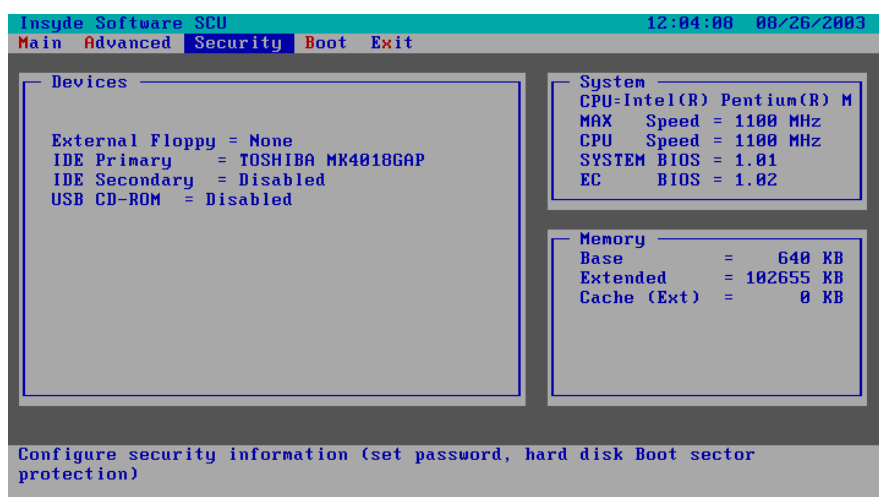 Insyde Software SCU 12:04:08 08/26/2003
Main Advanced Security Boot Exit
Devices
External Floppy = None
IDE Primary = TOSHIBA MK4018GAP
IDE Secondary = Disabled
USB CD-ROM = Disabled
System
CPU=Intel(R) Pentium(R) M
MAX Speed = 1100 MHz
CPU Speed = 1100 MHz
SYSTEM BIOS = 1.01
EC BIOS = 1.02
Memory
Base = 640 KB
Extended = 102655 KB
Cache (Ext) = 0 KB
Configure security information (set password, hard disk Boot sector
protection)